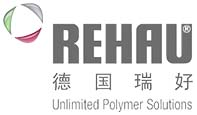 REHAU®
德国瑞好
Unlimited Polymer Solutions